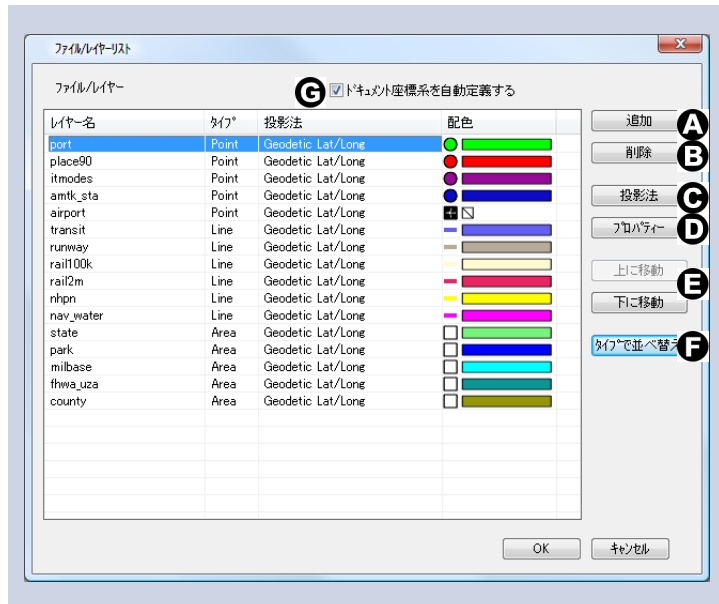 ﾌｧｲﾙ/ﾚｲﾔｰﾘｽﾄ
ﾌｧｲﾙ/ﾚｲﾔｰ
G ﾄﾞｷｭﾒﾝﾄ座標系を自動定義する
ﾚｲﾔｰ名 ﾀｲﾌﾟ 投影法 配色
port Point Geodetic Lat/Long
place90 Point Geodetic Lat/Long
itmodes Point Geodetic Lat/Long
amtk_sta Point Geodetic Lat/Long
airport Point Geodetic Lat/Long
transit Line Geodetic Lat/Long
runway Line Geodetic Lat/Long
rail100k Line Geodetic Lat/Long
rail2m Line Geodetic Lat/Long
nhpn Line Geodetic Lat/Long
nav_water Line Geodetic Lat/Long
state Area Geodetic Lat/Long
park Area Geodetic Lat/Long
milbase Area Geodetic Lat/Long
fhwa_uza Area Geodetic Lat/Long
county Area Geodetic Lat/Long
追加 A
削除 B
投影法 C
ﾌﾟﾛﾊﾟﾃｨｰ D
上に移動
E
下に移動
ﾀｲﾌﾟで並べ替え F
OK ｷｬﾝｾﾙ